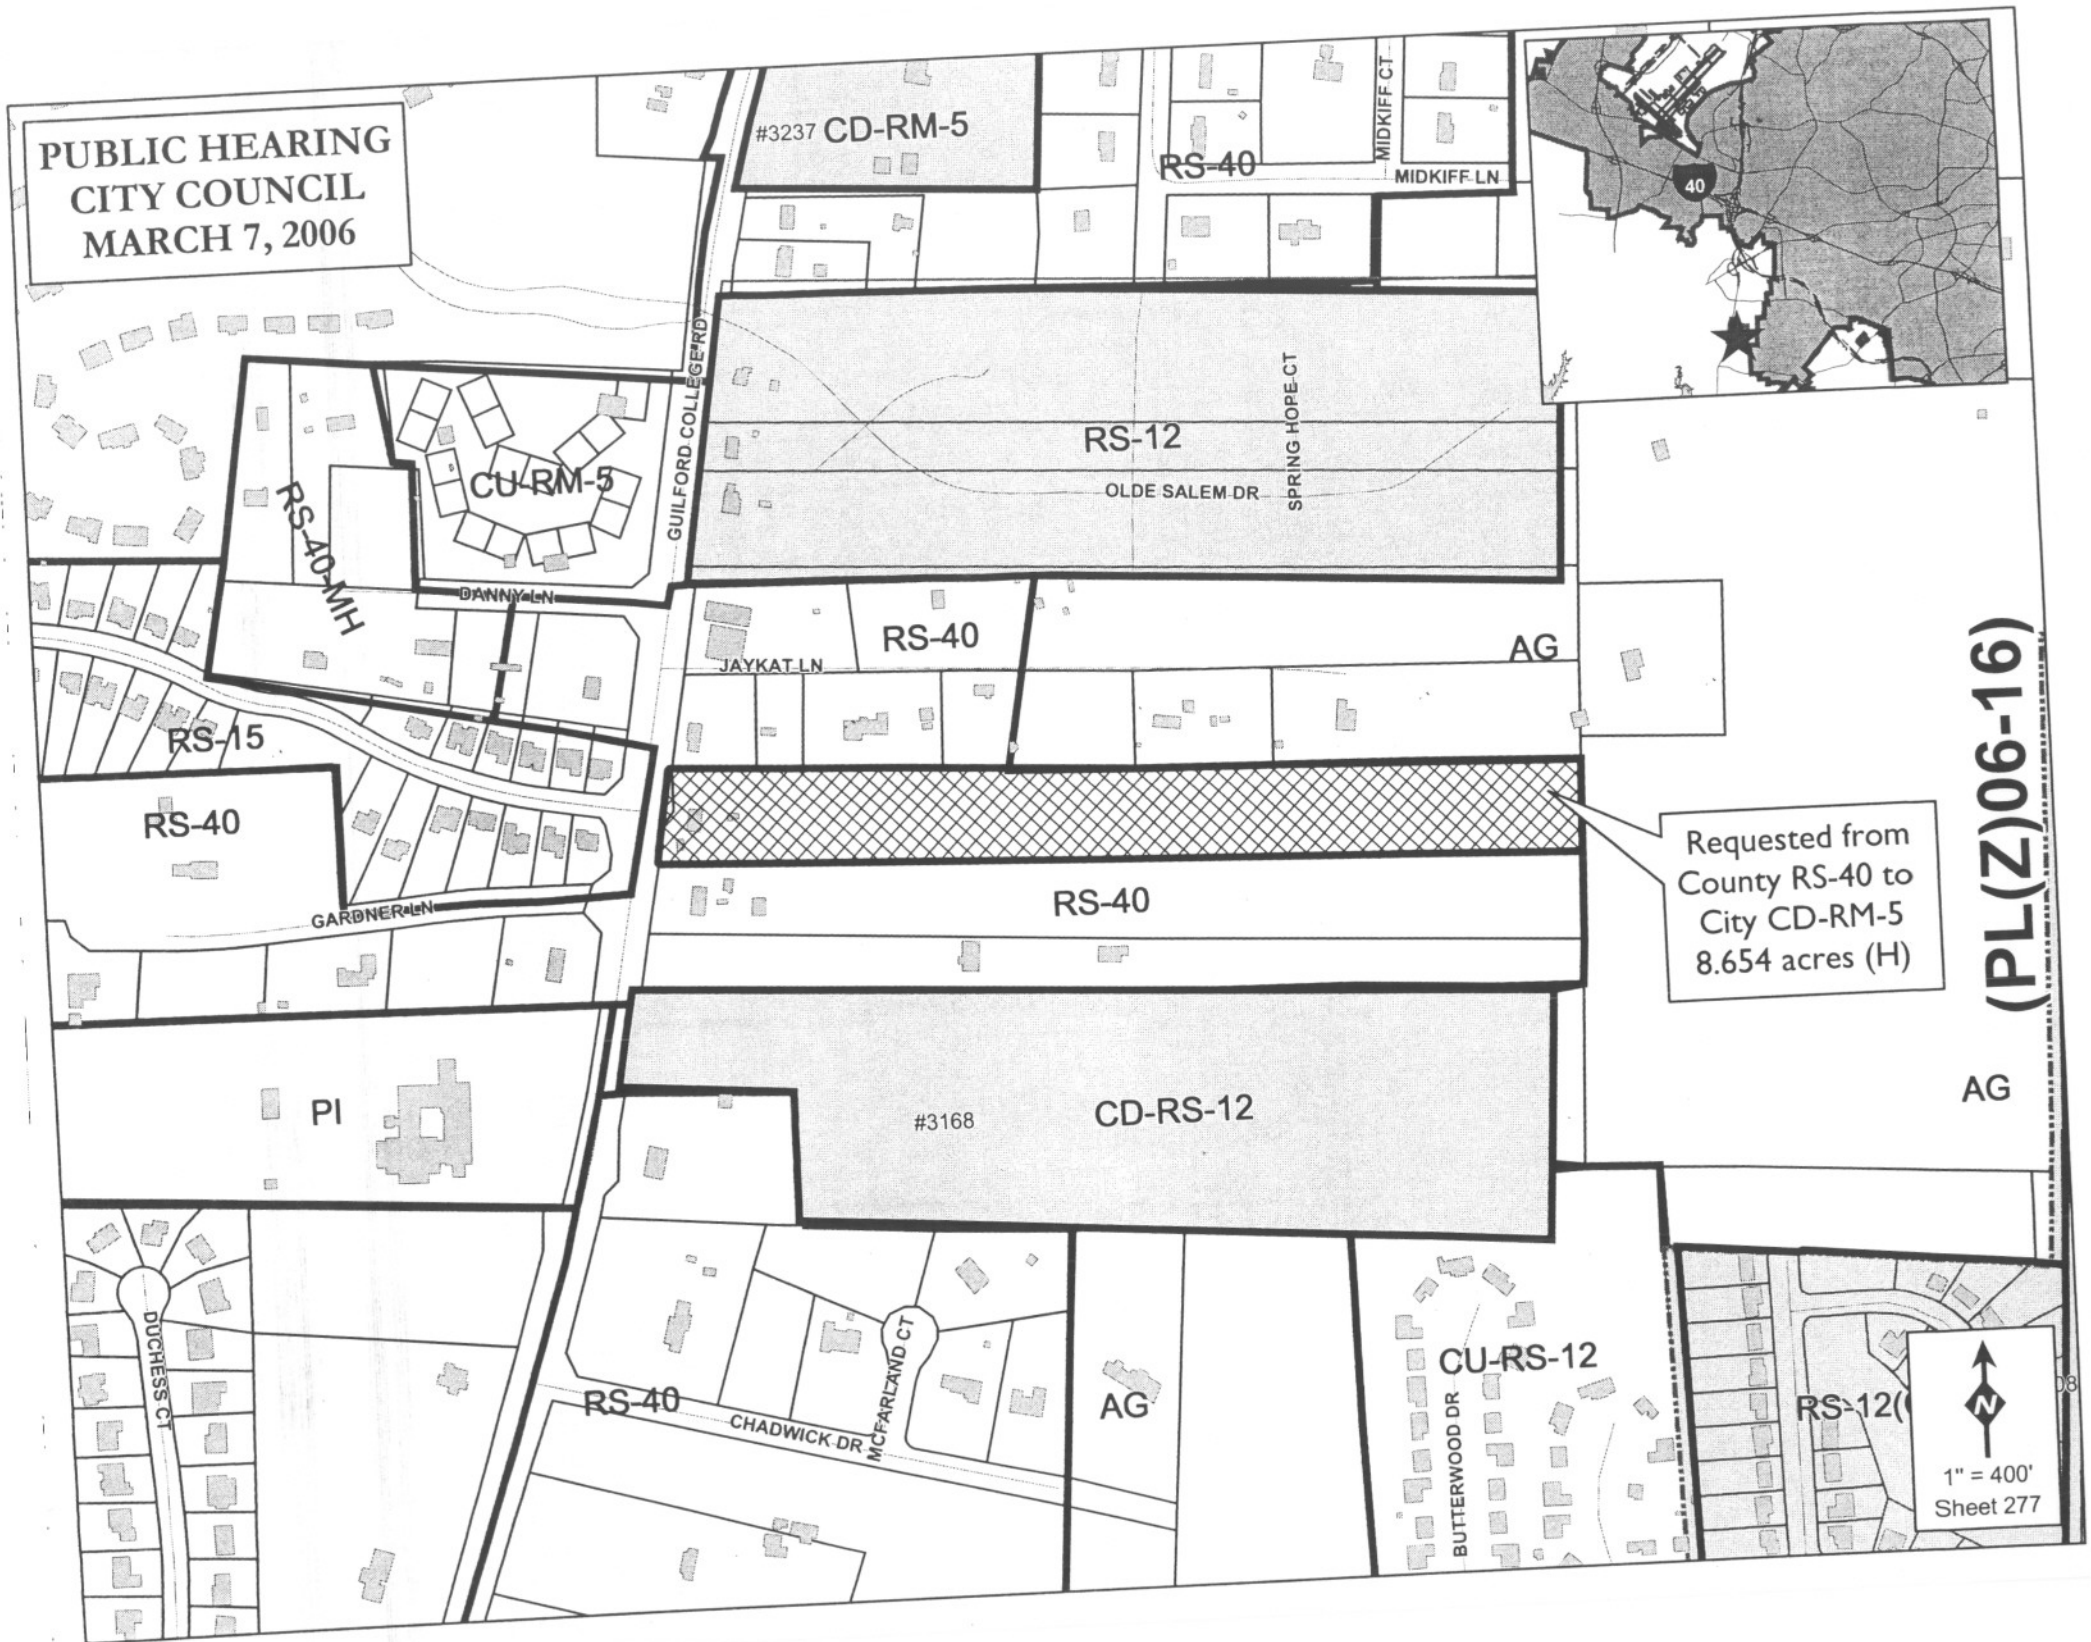 PUBLIC HEARING
CITY COUNCIL
MARCH 7, 2006
#3237 CD-RM-5
RS-40
MIDKIFF CT
MIDKIFF LN
40
GUILFORD COLLEGE RD
RS-12
SPRING HOPE CT
OLDE SALEM DR
CU-RM-5
RS-40-MH
DANNY LN
RS-40
AG
JAYKAT LN
RS-15
RS-40
GARDNER LN
RS-40
Requested from
County RS-40 to
City CD-RM-5
8.654 acres (H)
(PL(Z)06-16)
AG
PI
#3168
CD-RS-12
DUCHESS CT
RS-40
CHADWICK DR
MCFARLAND CT
AG
CU-RS-12
BUTTERWOOD DR
RS-12(
08
N
1" = 400'
Sheet 277